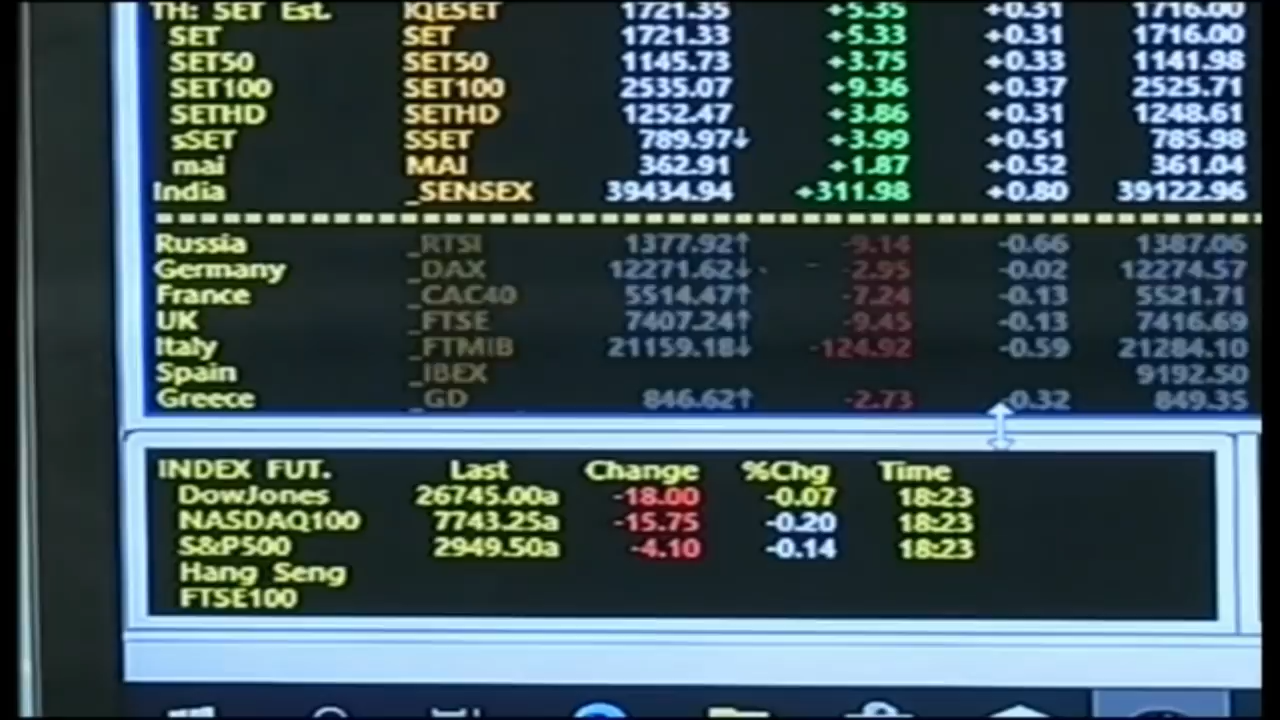 TH: SET Est. IQESET 1721.35 +5.35 +0.31 1716.00
SET SET 1721.33 +5.33 +0.31 1716.00
SET50 SET50 1145.73 +3.75 +0.33 1141.98
SET100 SET100 2535.07 +9.36 +0.37 2525.71
SETHD SETHD 1252.47 +3.86 +0.31 1248.61
sSET SSET 789.97↓ +3.99 +0.51 785.98
mai MAI 362.91 +1.87 +0.52 361.04
India _SENSEX 39434.94 +311.98 +0.80 39122.96
Russia _RTSI 1377.92↑ -9.14 -0.66 1387.06
Germany _DAX 12271.62↓ -2.95 -0.02 12274.57
France _CAC40 5514.47↑ -7.24 -0.13 5521.71
UK _FTSE 7407.24↑ -9.45 -0.13 7416.69
Italy _FTMIB 21159.18↓ -124.92 -0.59 21284.10
Spain _IBEX 9192.50
Greece _GD 846.62↑ -2.73 -0.32 849.35
INDEX FUT. Last Change %Chg Time
DowJones 26745.00a -18.00 -0.07 18:23
NASDAQ100 7743.25a -15.75 -0.20 18:23
S&P500 2949.50a -4.10 -0.14 18:23
Hang Seng
FTSE100